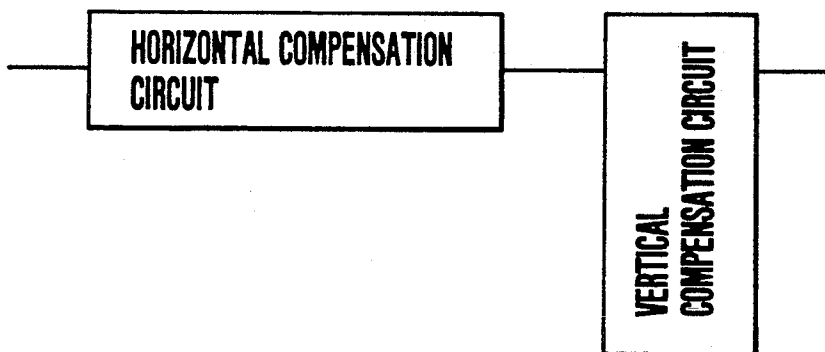 HORIZONTAL COMPENSATION
CIRCUIT
VERTICAL
COMPENSATION CIRCUIT